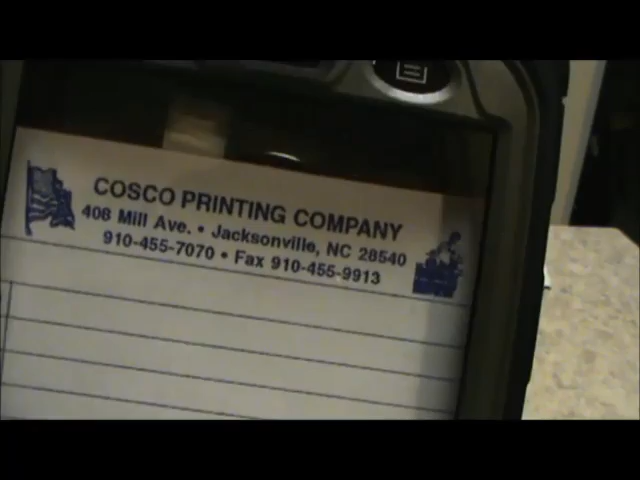 COSCO PRINTING COMPANY
408 Mill Ave. • Jacksonville, NC 28540
910-455-7070 • Fax 910-455-9913